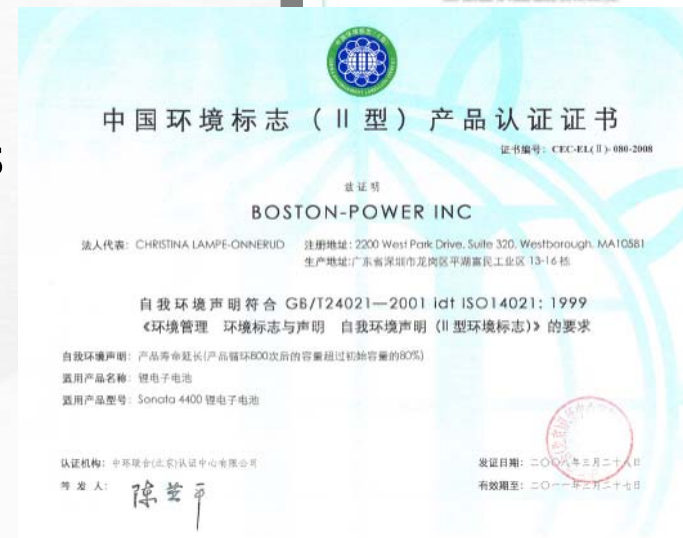 中国环境标志（II型）产品认证证书
证书编号：CEC-EL(Ⅱ)-080-2008
兹证明
BOSTON-POWER INC
法人代表：CHRISTINA LAMPE-ONNERUD 注册地址：2200 West Park Drive, Suite 320, Westborough, MA10581
生产地址：广东省深圳市龙岗区平湖富民工业区 13-16 栋
自我环境声明符合 GB/T24021—2001 idt ISO14021：1999
《环境管理 环境标志与声明 自我环境声明（II 型环境标志）》的要求
自我环境声明：产品寿命延长(产品循环800次后的容量超过初始容量的80%)
适用产品名称：锂电子电池
适用产品型号：Sonata 4400 锂电子电池
认证机构：中环联合(北京)认证中心有限公司
发证日期：二〇〇八年三月二十八日
签发人：
有效期至：二〇一一年三月二十七日